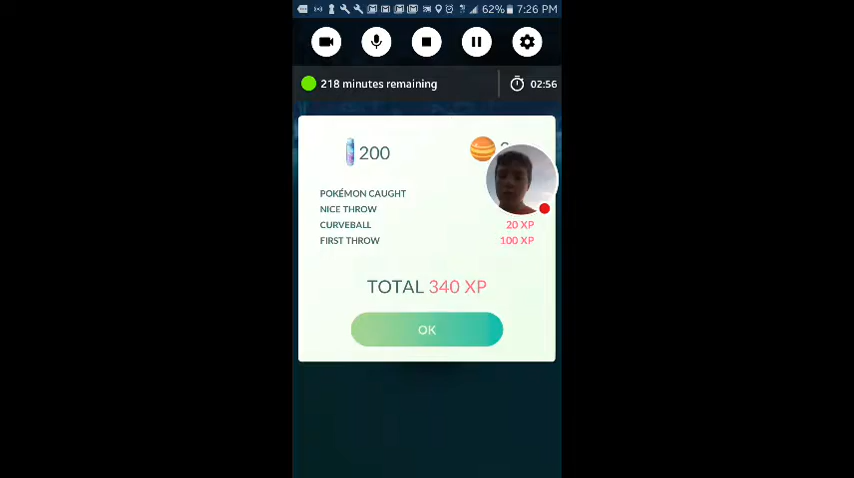 62% 7:26 PM
218 minutes remaining 02:56
200
POKÉMON CAUGHT
NICE THROW
CURVEBALL 20 XP
FIRST THROW 100 XP
TOTAL 340 XP
OK